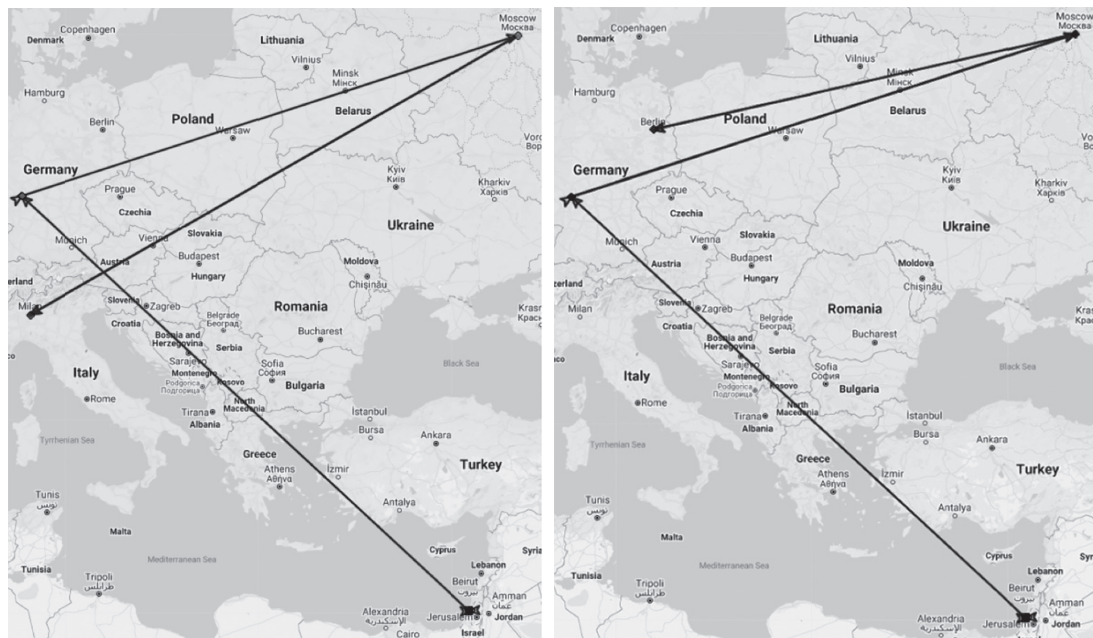 Moscow
Москва
Copenhagen
Denmark
Lithuania
Vilnius
Hamburg
Minsk
Мінск
Belarus
Berlin
Poland
Warsaw
Germany
Prague
Czechia
Kyiv
Київ
Kharkiv
Харків
Ukraine
Munich
Vienna
Slovakia
Austria
Budapest
Hungary
Moldova
Chișinău
erland
Milan
Slovenia
Zagreb
Croatia
Romania
Belgrade
Београд
Bucharest
Bosnia and
Herzegovina
Serbia
Sarajevo
Montenegro
Podgorica
Подгорица
Kosovo
Sofia
София
Bulgaria
Black Sea
Italy
Rome
North
Macedonia
Tirana
Albania
İstanbul
Bursa
Ankara
Tyrrhenian Sea
Greece
Athens
Αθήνα
İzmir
Turkey
Antalya
Tunis
تونس
Malta
Mediterranean Sea
Cyprus
Syria
Lebanon
Tunisia
Tripoli
طرابلس
Beirut
بيروت
Amman
عمان
Alexandria
الإسكندرية
Jerusalem
Jordan
Cairo
Israel
Moscow
Москва
Copenhagen
Denmark
Lithuania
Vilnius
Hamburg
Minsk
Мінск
Belarus
Berlin
Poland
Warsaw
Germany
Prague
Czechia
Kyiv
Київ
Kharkiv
Харків
Ukraine
Munich
Vienna
Slovakia
Austria
Budapest
Hungary
Moldova
Chișinău
zerland
Milan
Slovenia
Zagreb
Croatia
Romania
Belgrade
Београд
Bucharest
Bosnia and
Herzegovina
Serbia
Sarajevo
Montenegro
Podgorica
Подгорица
Kosovo
Sofia
София
Bulgaria
Black Sea
Italy
Rome
North
Macedonia
Tirana
Albania
İstanbul
Bursa
Ankara
Tyrrhenian Sea
Greece
Athens
Αθήνα
İzmir
Turkey
Antalya
Tunis
تونس
Malta
Mediterranean Sea
Cyprus
Lebanon
Tunisia
Tripoli
طرابلس
Beirut
بيروت
Amman
عمان
Alexandria
الإسكندرية
Jerusalem
Jordan